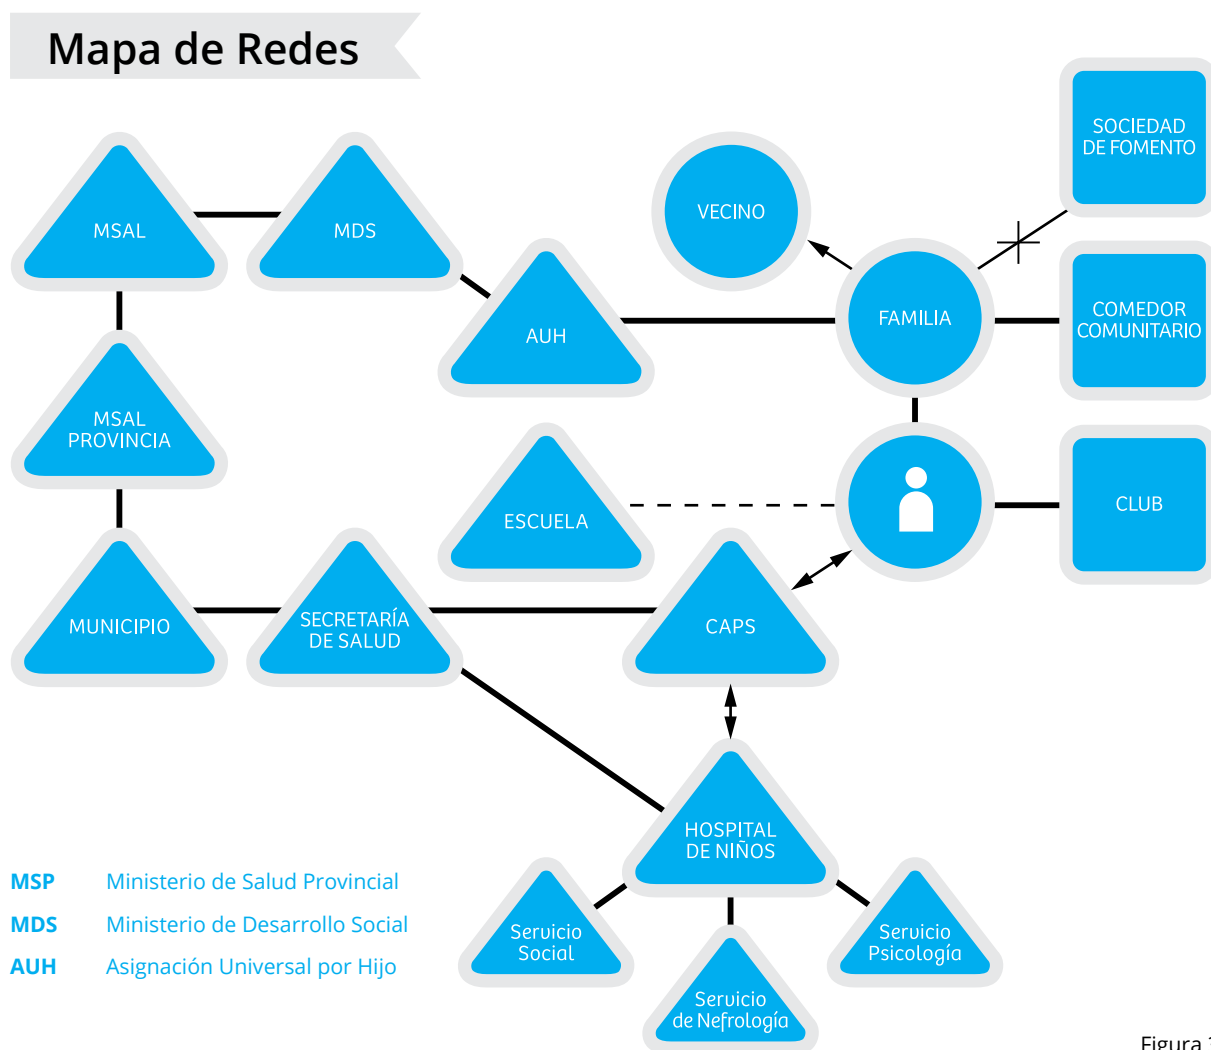 Mapa de Redes
SOCIEDAD
DE FOMENTO
VECINO
MSAL
MDS
COMEDOR
COMUNITARIO
FAMILIA
AUH
MSAL
PROVINCIA
CLUB
ESCUELA
MUNICIPIO
SECRETARÍA
DE SALUD
CAPS
HOSPITAL
DE NIÑOS
MSP Ministerio de Salud Provincial
MDS Ministerio de Desarrollo Social
AUH Asignación Universal por Hijo
Servicio
Social
Servicio
Psicología
Servicio
de Nefrología
Figura